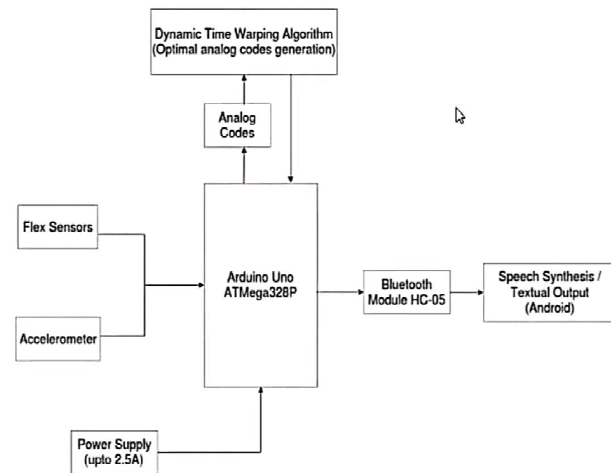 Dynamic Time Warping Algorithm
(Optimal analog codes generation)
Analog
Codes
Flex Sensors
Accelerometer
Arduino Uno
ATMega328P
Bluetooth
Module HC-05
Speech Synthesis /
Textual Output
(Android)
Power Supply
(upto 2.5A)